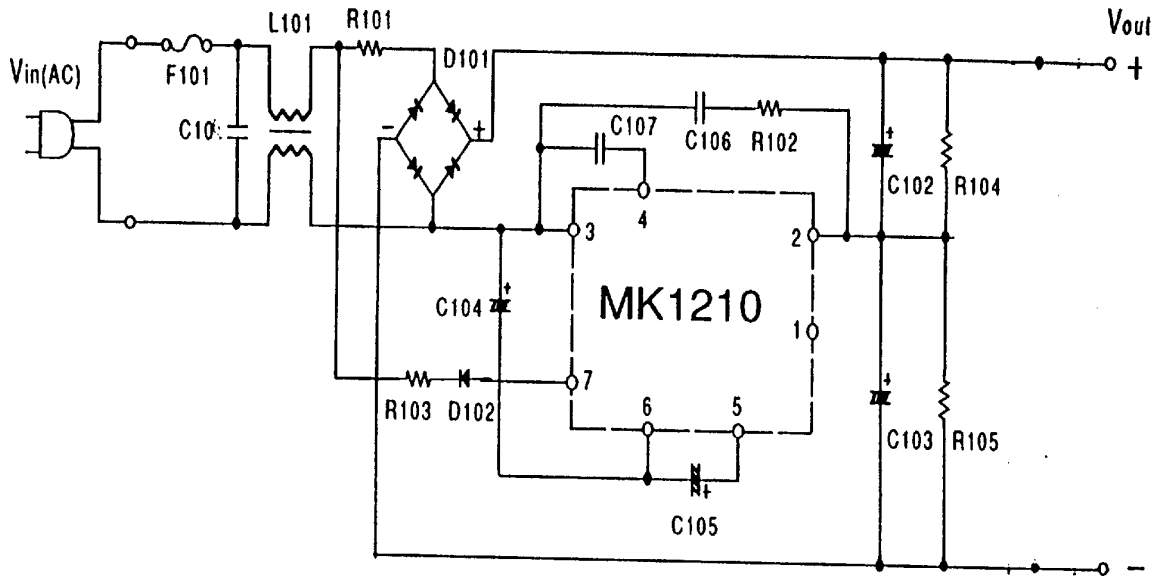 Vin(AC)
F101
L101
R101
D101
Vout
+
−
+
C107
C106
R102
+
C102
R104
3
4
2
1
MK1210
C104
+
R103
D102
7
6
5
+
C103
R105
+
C105
−